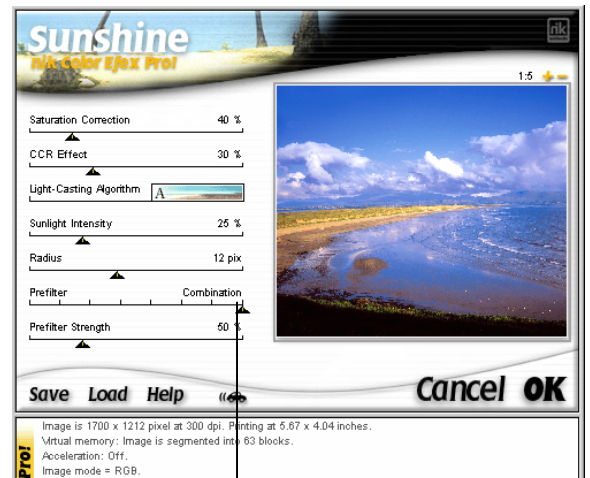 Sunshine
nik Color Efex Pro!
nik
1:5
Saturation Correction 40 %
CCR Effect 30 %
Light-Casting Algorithm A
Sunlight Intensity 25 %
Radius 12 pix
Prefilter Combination
Prefilter Strength 50 %
Save Load Help
Cancel OK
Image is 1700 x 1212 pixel at 300 dpi. Printing at 5.67 x 4.04 inches.
Virtual memory: Image is segmented into 63 blocks.
Acceleration: Off.
Image mode = RGB.
Pro!